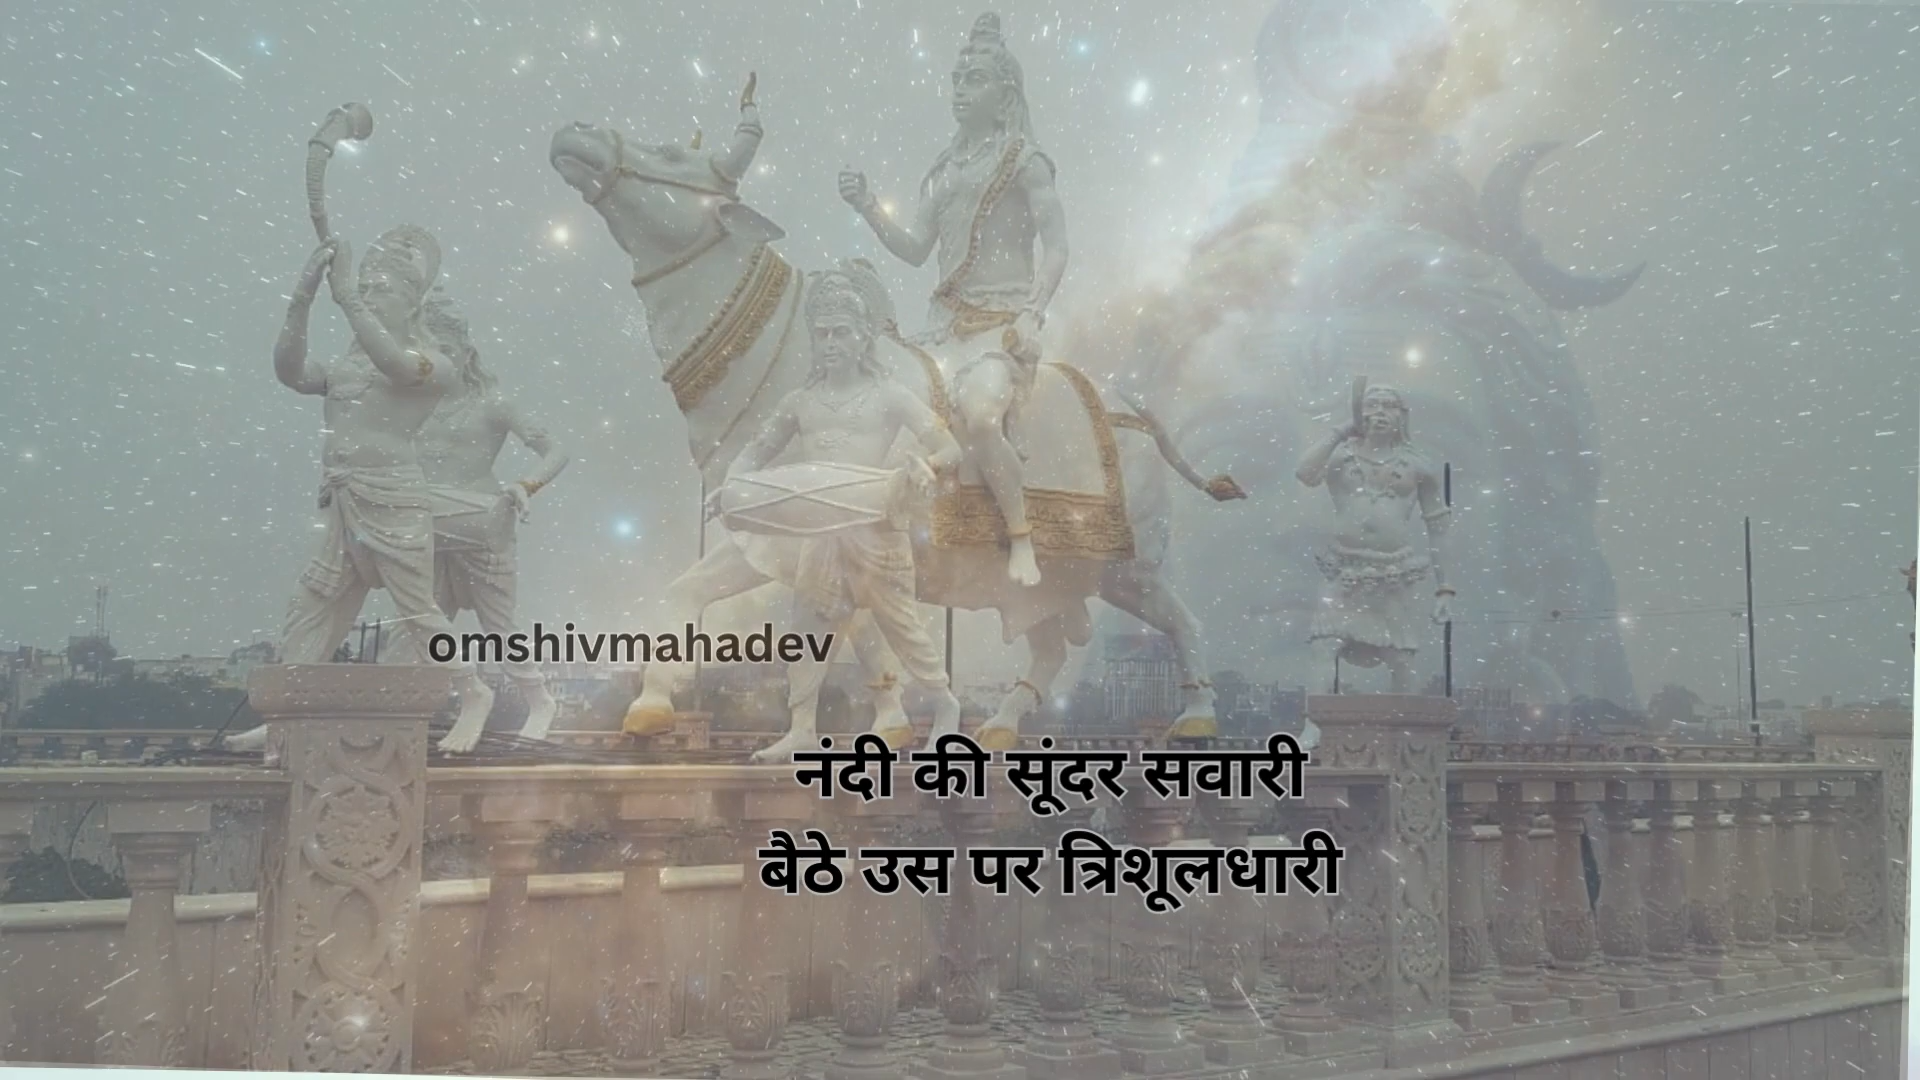 omshivmahadev
नंदी की सूंदर सवारी
बैठे उस पर त्रिशूलधारी